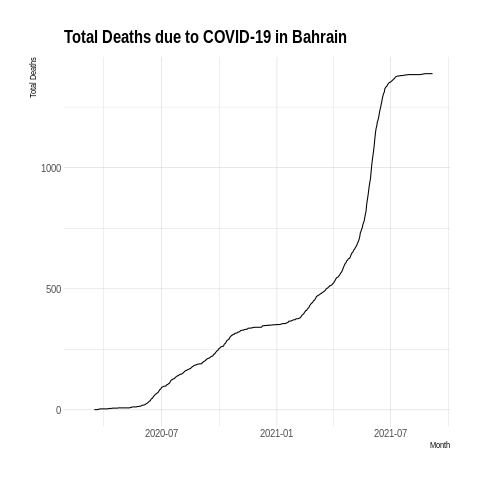 Total Deaths due to COVID-19 in Bahrain
Total Deaths
1000
500
0
2020-07 2021-01 2021-07
Month